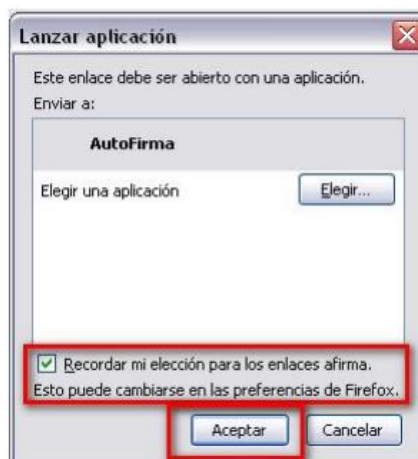 Lanzar aplicación
Este enlace debe ser abierto con una aplicación.
Enviar a:
AutoFirma
Elegir una aplicación
Elegir...
Recordar mi elección para los enlaces afirma.
Esto puede cambiarse en las preferencias de Firefox.
Aceptar Cancelar